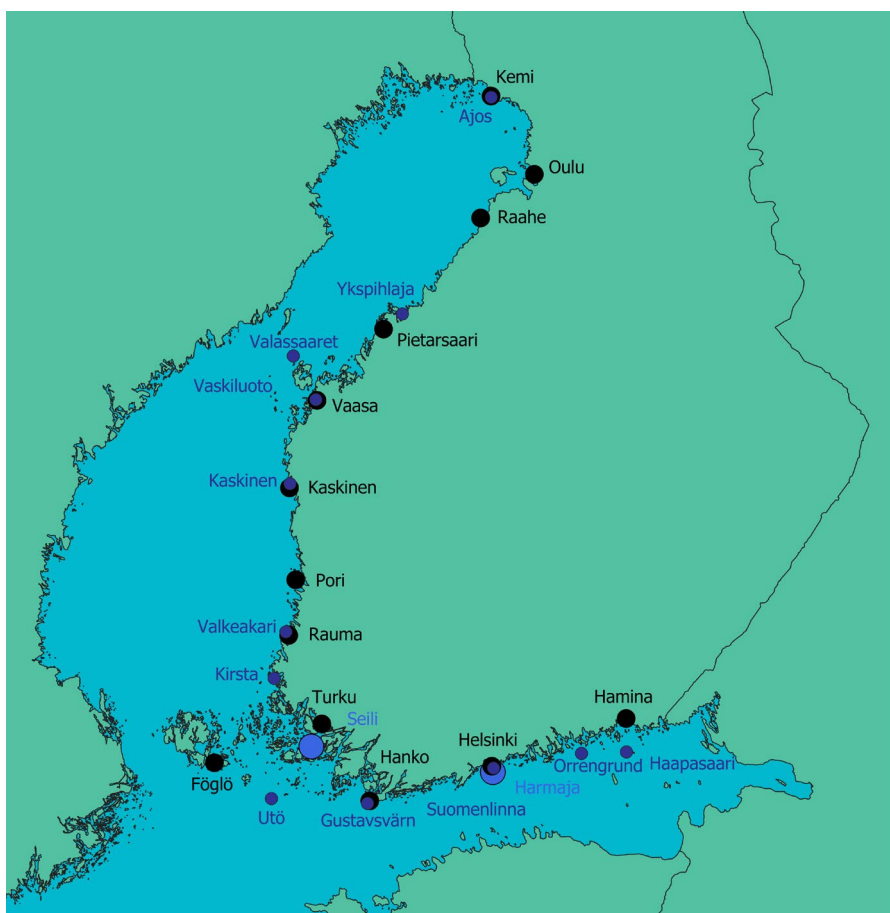 Kemi
Ajos
Oulu
Raahe
Ykspihlaja
Pietarsaari
Valassaaret
Vaskiluoto
Vaasa
Kaskinen
Kaskinen
Pori
Valkeakari
Rauma
Kirsta
Turku
Hamina
Seili
Helsinki
Hanko
Orrengrund
Haapasaari
Föglö
Harmaja
Suomenlinna
Utö
Gustavsvärn